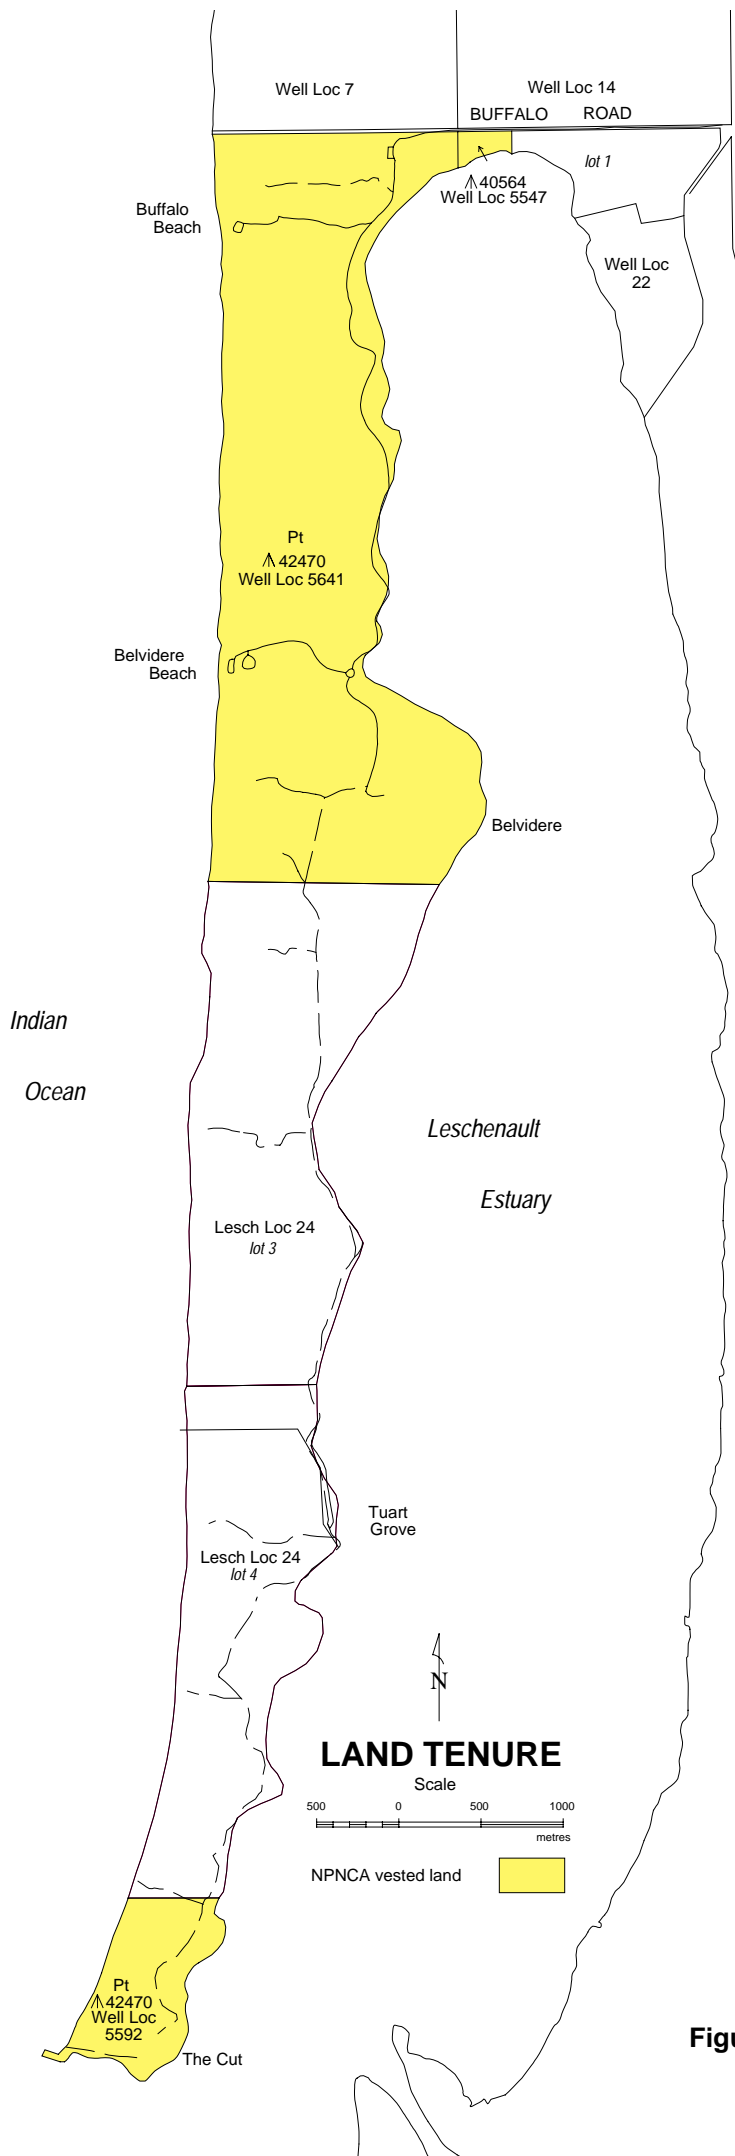 Well Loc 7
Well Loc 14
BUFFALO ROAD
lot 1
40564
Well Loc 5547
Buffalo
Beach
Well Loc
22
Pt
42470
Well Loc 5641
Belvidere
Beach
Belvidere
Indian
Ocean
Leschenault
Estuary
Lesch Loc 24
lot 3
Tuart
Grove
Lesch Loc 24
lot 4
N
LAND TENURE
Scale
500 0 500 1000
metres
NPNCA vested land
Pt
42470
Well Loc
5592
The Cut
Figu